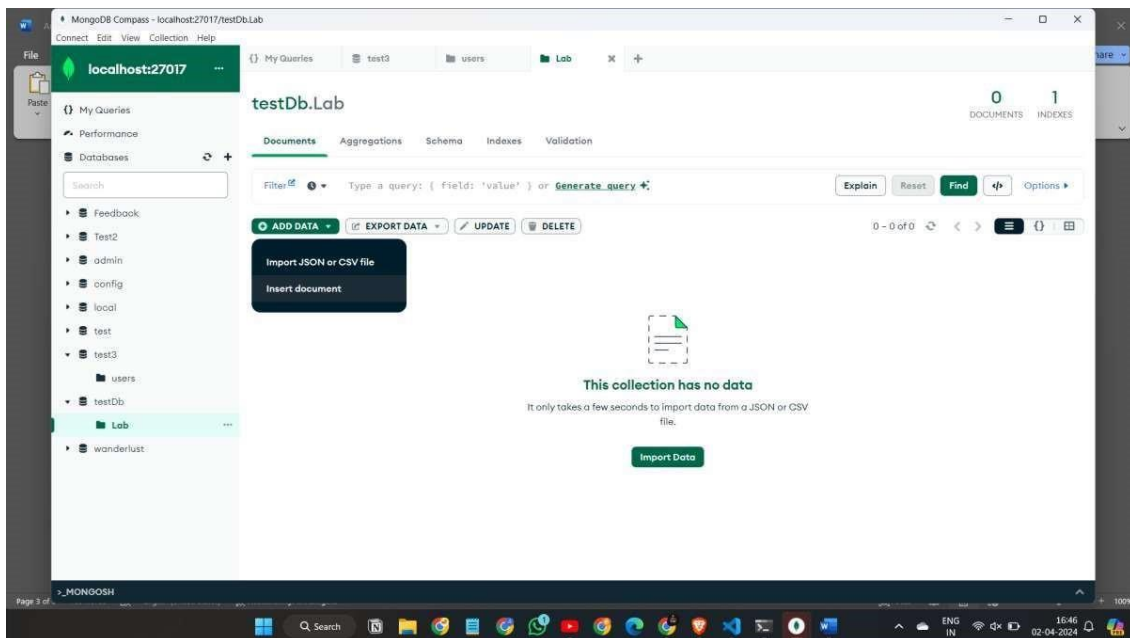 MongoDB Compass - localhost:27017/testDb.Lab
Connect Edit View Collection Help
File
Paste
localhost:27017 ...
{} My Queries test3 users Lab
{} My Queries
Performance
Databases
Search
Feedback
Test2
admin
config
local
test
test3
users
testDb
Lab ...
wanderlust
testDb.Lab
0 DOCUMENTS
1 INDEXES
Documents Aggregations Schema Indexes Validation
Filter Type a query: { field: 'value' } or Generate query
Explain Reset Find </> Options
ADD DATA EXPORT DATA UPDATE DELETE
0 - 0 of 0 {}
Import JSON or CSV file
Insert document
This collection has no data
It only takes a few seconds to import data from a JSON or CSV
file.
Import Data
>_MONGOSH
Page 3 of
100%
Search
ENG
IN
16:46
02-04-2024